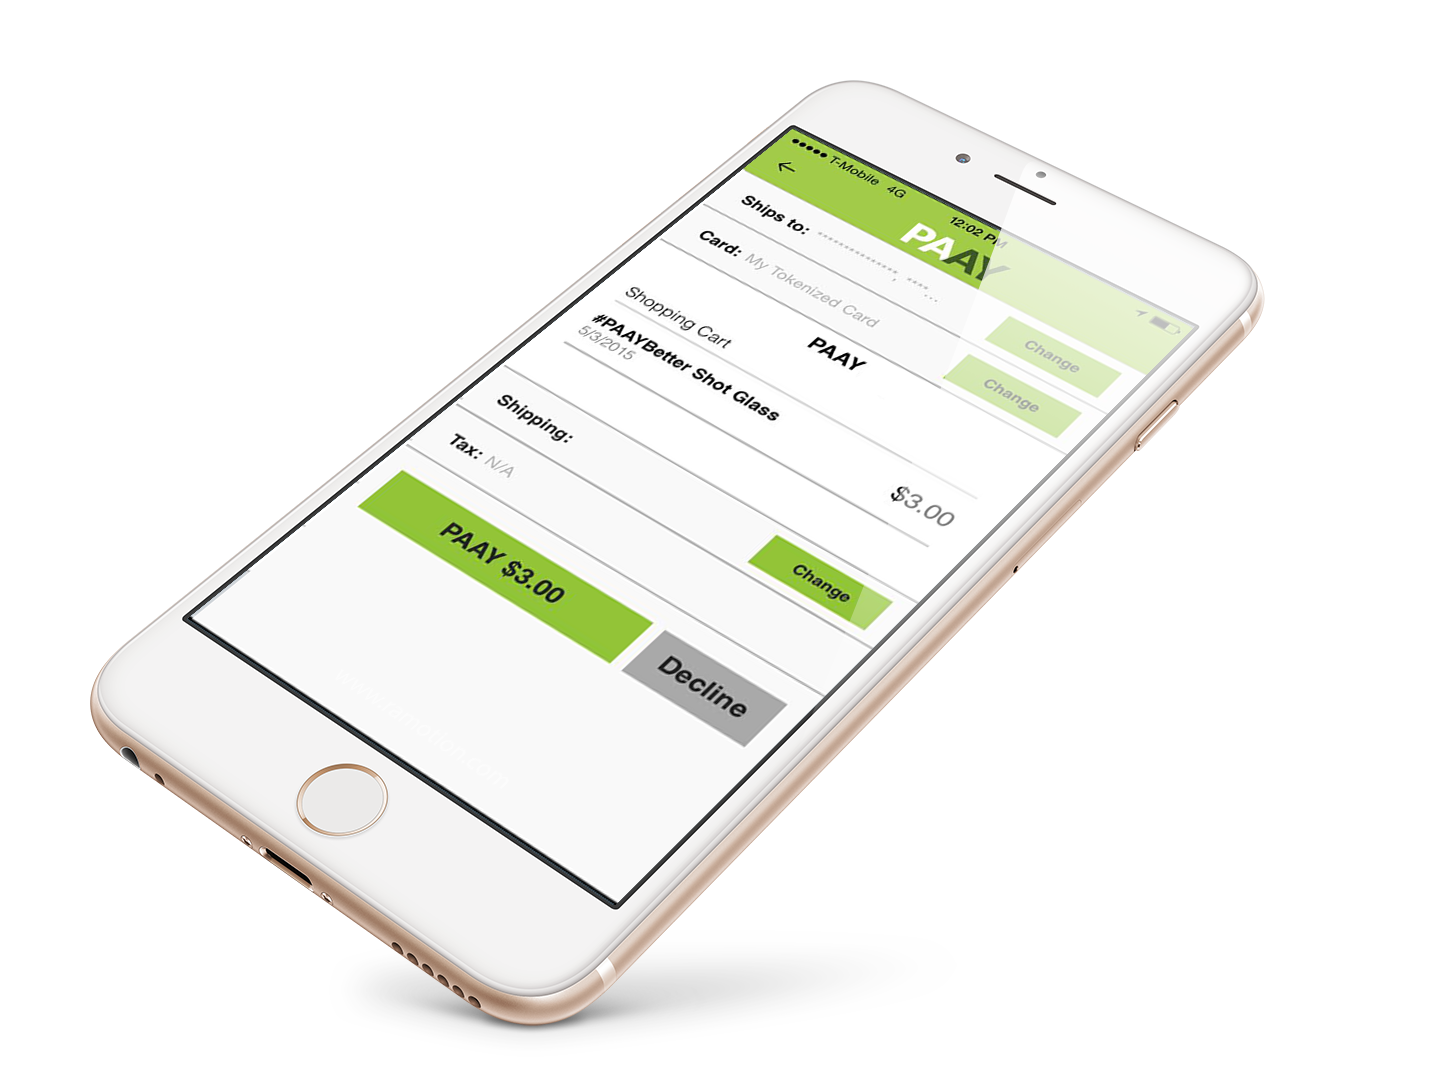 T-Mobile 4G 12:02 PM
PAAY
Ships to: Change
Card: My Tokenized Card Change
PAAY
Shopping Cart
#PAAYBetter Shot Glass
5/3/2015 $3.00
Shipping: Change
Tax: N/A
PAAY $3.00 Decline